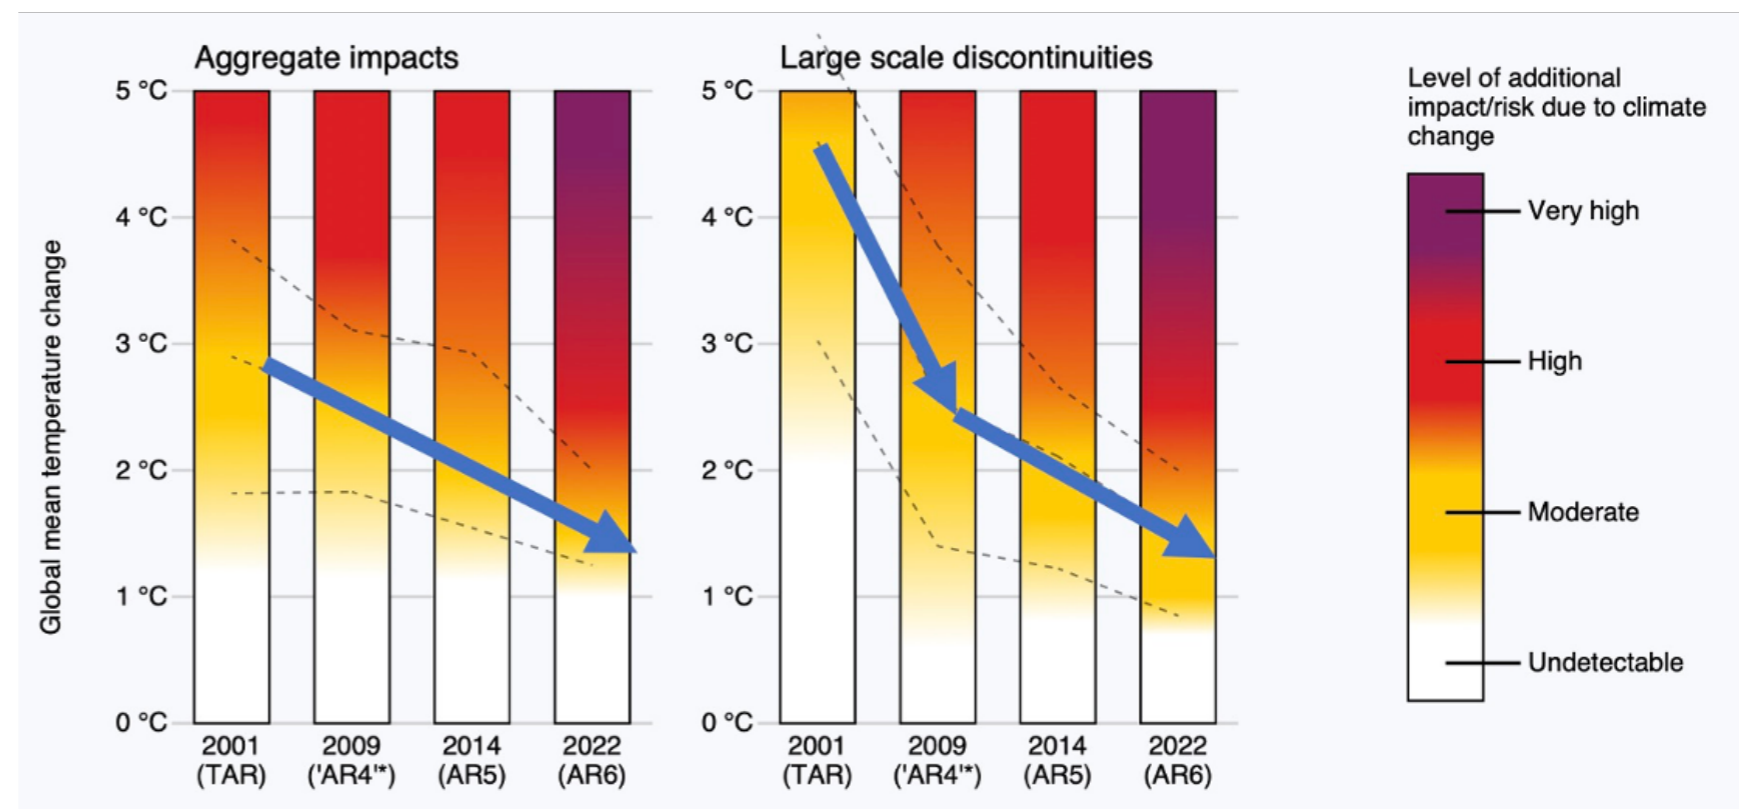 Aggregate impacts
5 °C
4 °C
3 °C
2 °C
1 °C
0 °C
Global mean temperature change
2001
(TAR)
2009
('AR4'*)
2014
(AR5)
2022
(AR6)
Large scale discontinuities
5 °C
4 °C
3 °C
2 °C
1 °C
0 °C
2001
(TAR)
2009
('AR4'*)
2014
(AR5)
2022
(AR6)
Level of additional
impact/risk due to climate
change
Very high
High
Moderate
Undetectable